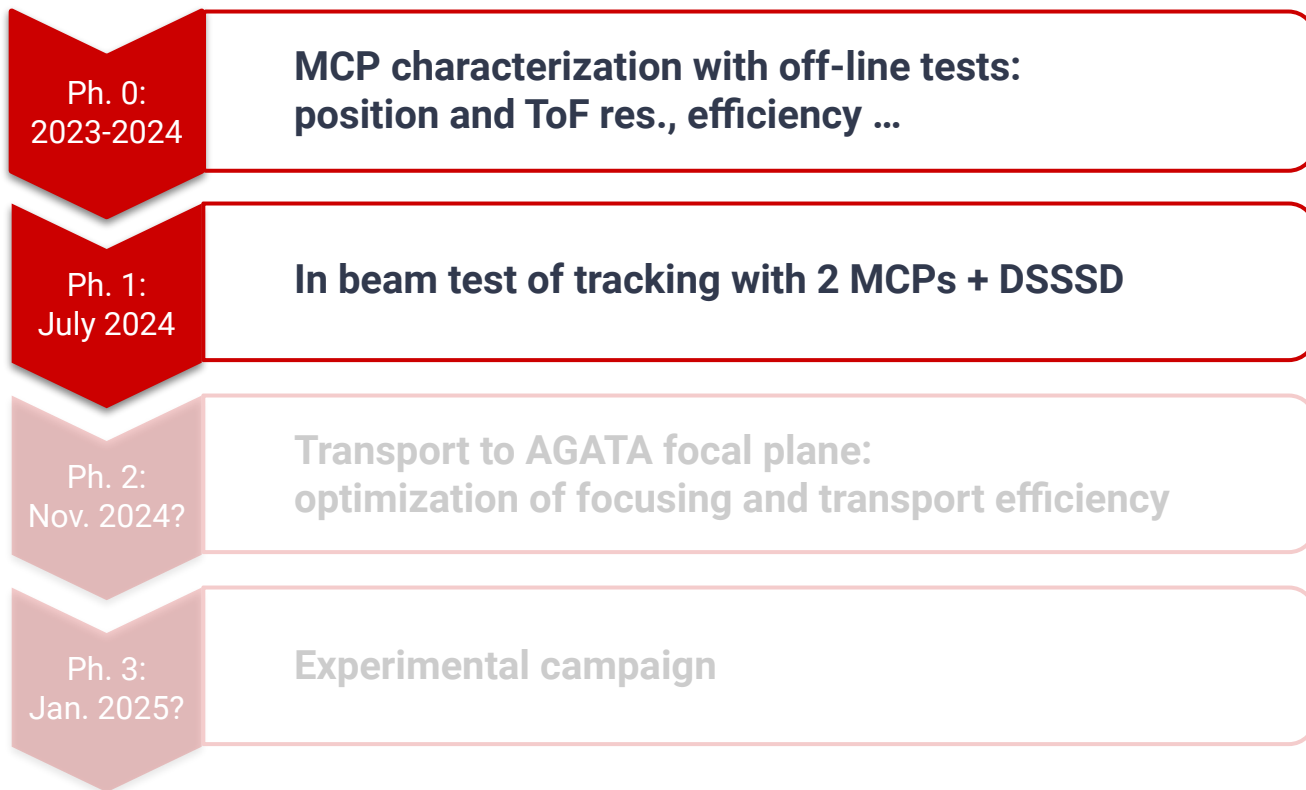 Ph. 0:
2023-2024
MCP characterization with off-line tests:
position and ToF res., efficiency ...
Ph. 1:
July 2024
In beam test of tracking with 2 MCPs + DSSSD
Ph. 2:
Nov. 2024?
Transport to AGATA focal plane:
optimization of focusing and transport efficiency
Ph. 3:
Jan. 2025?
Experimental campaign